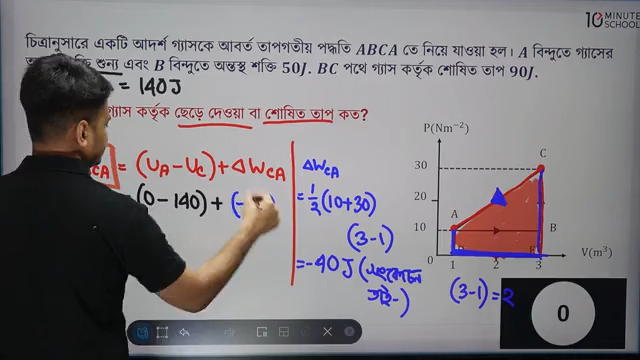 10 MINUTE SCHOOL
চিত্রানুসারে একটি আদর্শ গ্যাসকে আবর্ত তাপগতীয় পদ্ধতি ABCA তে নিয়ে যাওয়া হল। A বিন্দুতে গ্যাসের
শূন্য এবং B বিন্দুতে অন্তস্থ শক্তি 50J. BC পথে গ্যাস কর্তৃক শোষিত তাপ 90J.
= 140J
গ্যাস কর্তৃক ছেড়ে দেওয়া বা শোষিত তাপ কত?
CA = (UA - UC) + ΔWCA
(0 - 140) + (-
ΔWCA
= 1/2 (10+30)
(3-1)
= -40J (সংকোচন
তাই -)
P(Nm⁻²)
30
20
10
0
A
B
C
1 2 3
V(m³)
(3-1) = 2
0